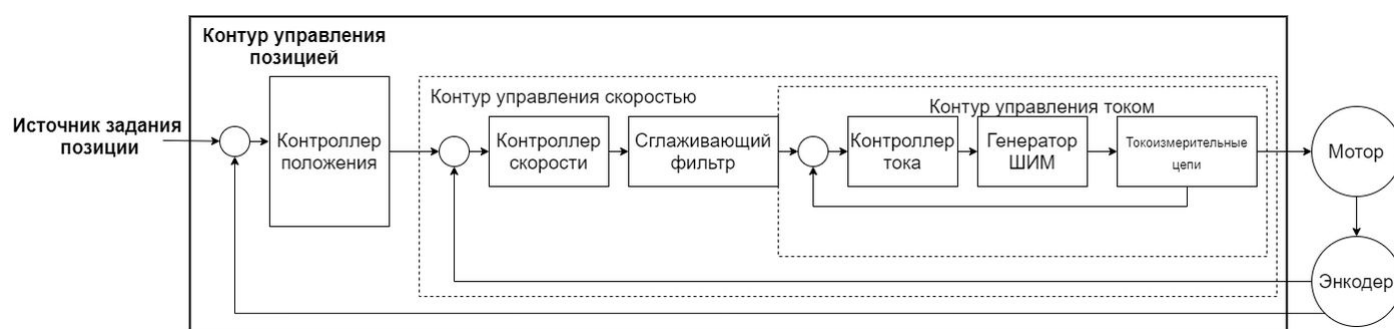 Контур управления
позицией
Источник задания
позиции
Контроллер
положения
Контур управления скоростью
Контроллер
скорости
Сглаживающий
фильтр
Контур управления током
Контроллер
тока
Генератор
ШИМ
Токоизмерительные
цепи
Мотор
Энкодер